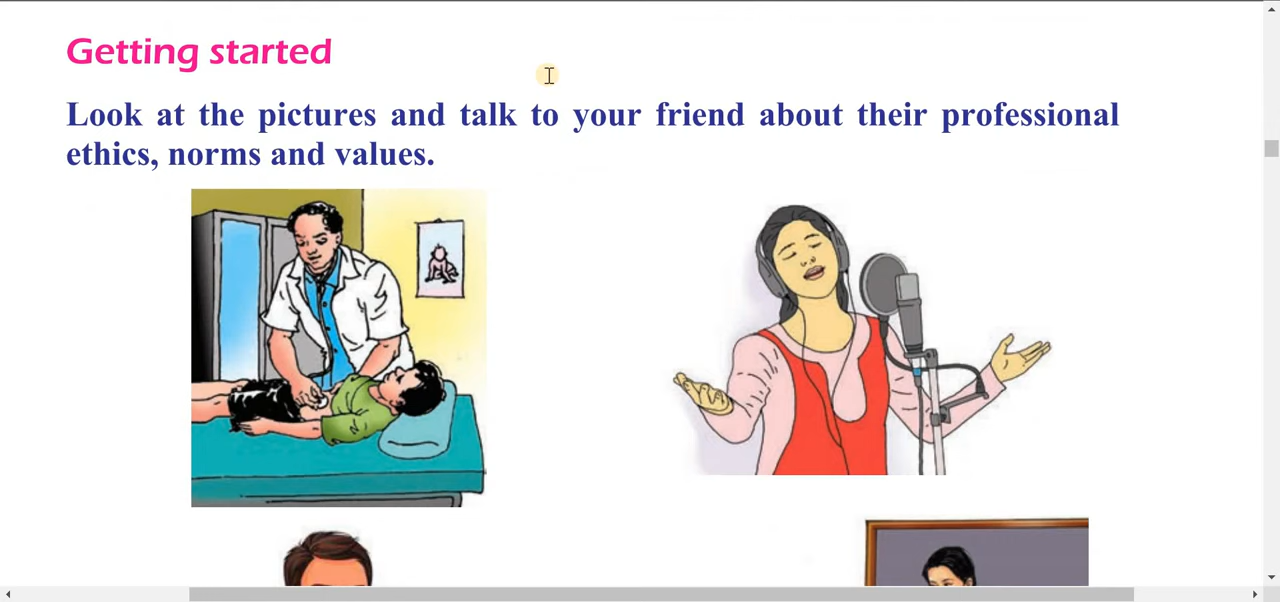 Getting started
Look at the pictures and talk to your friend about their professional
ethics, norms and values.